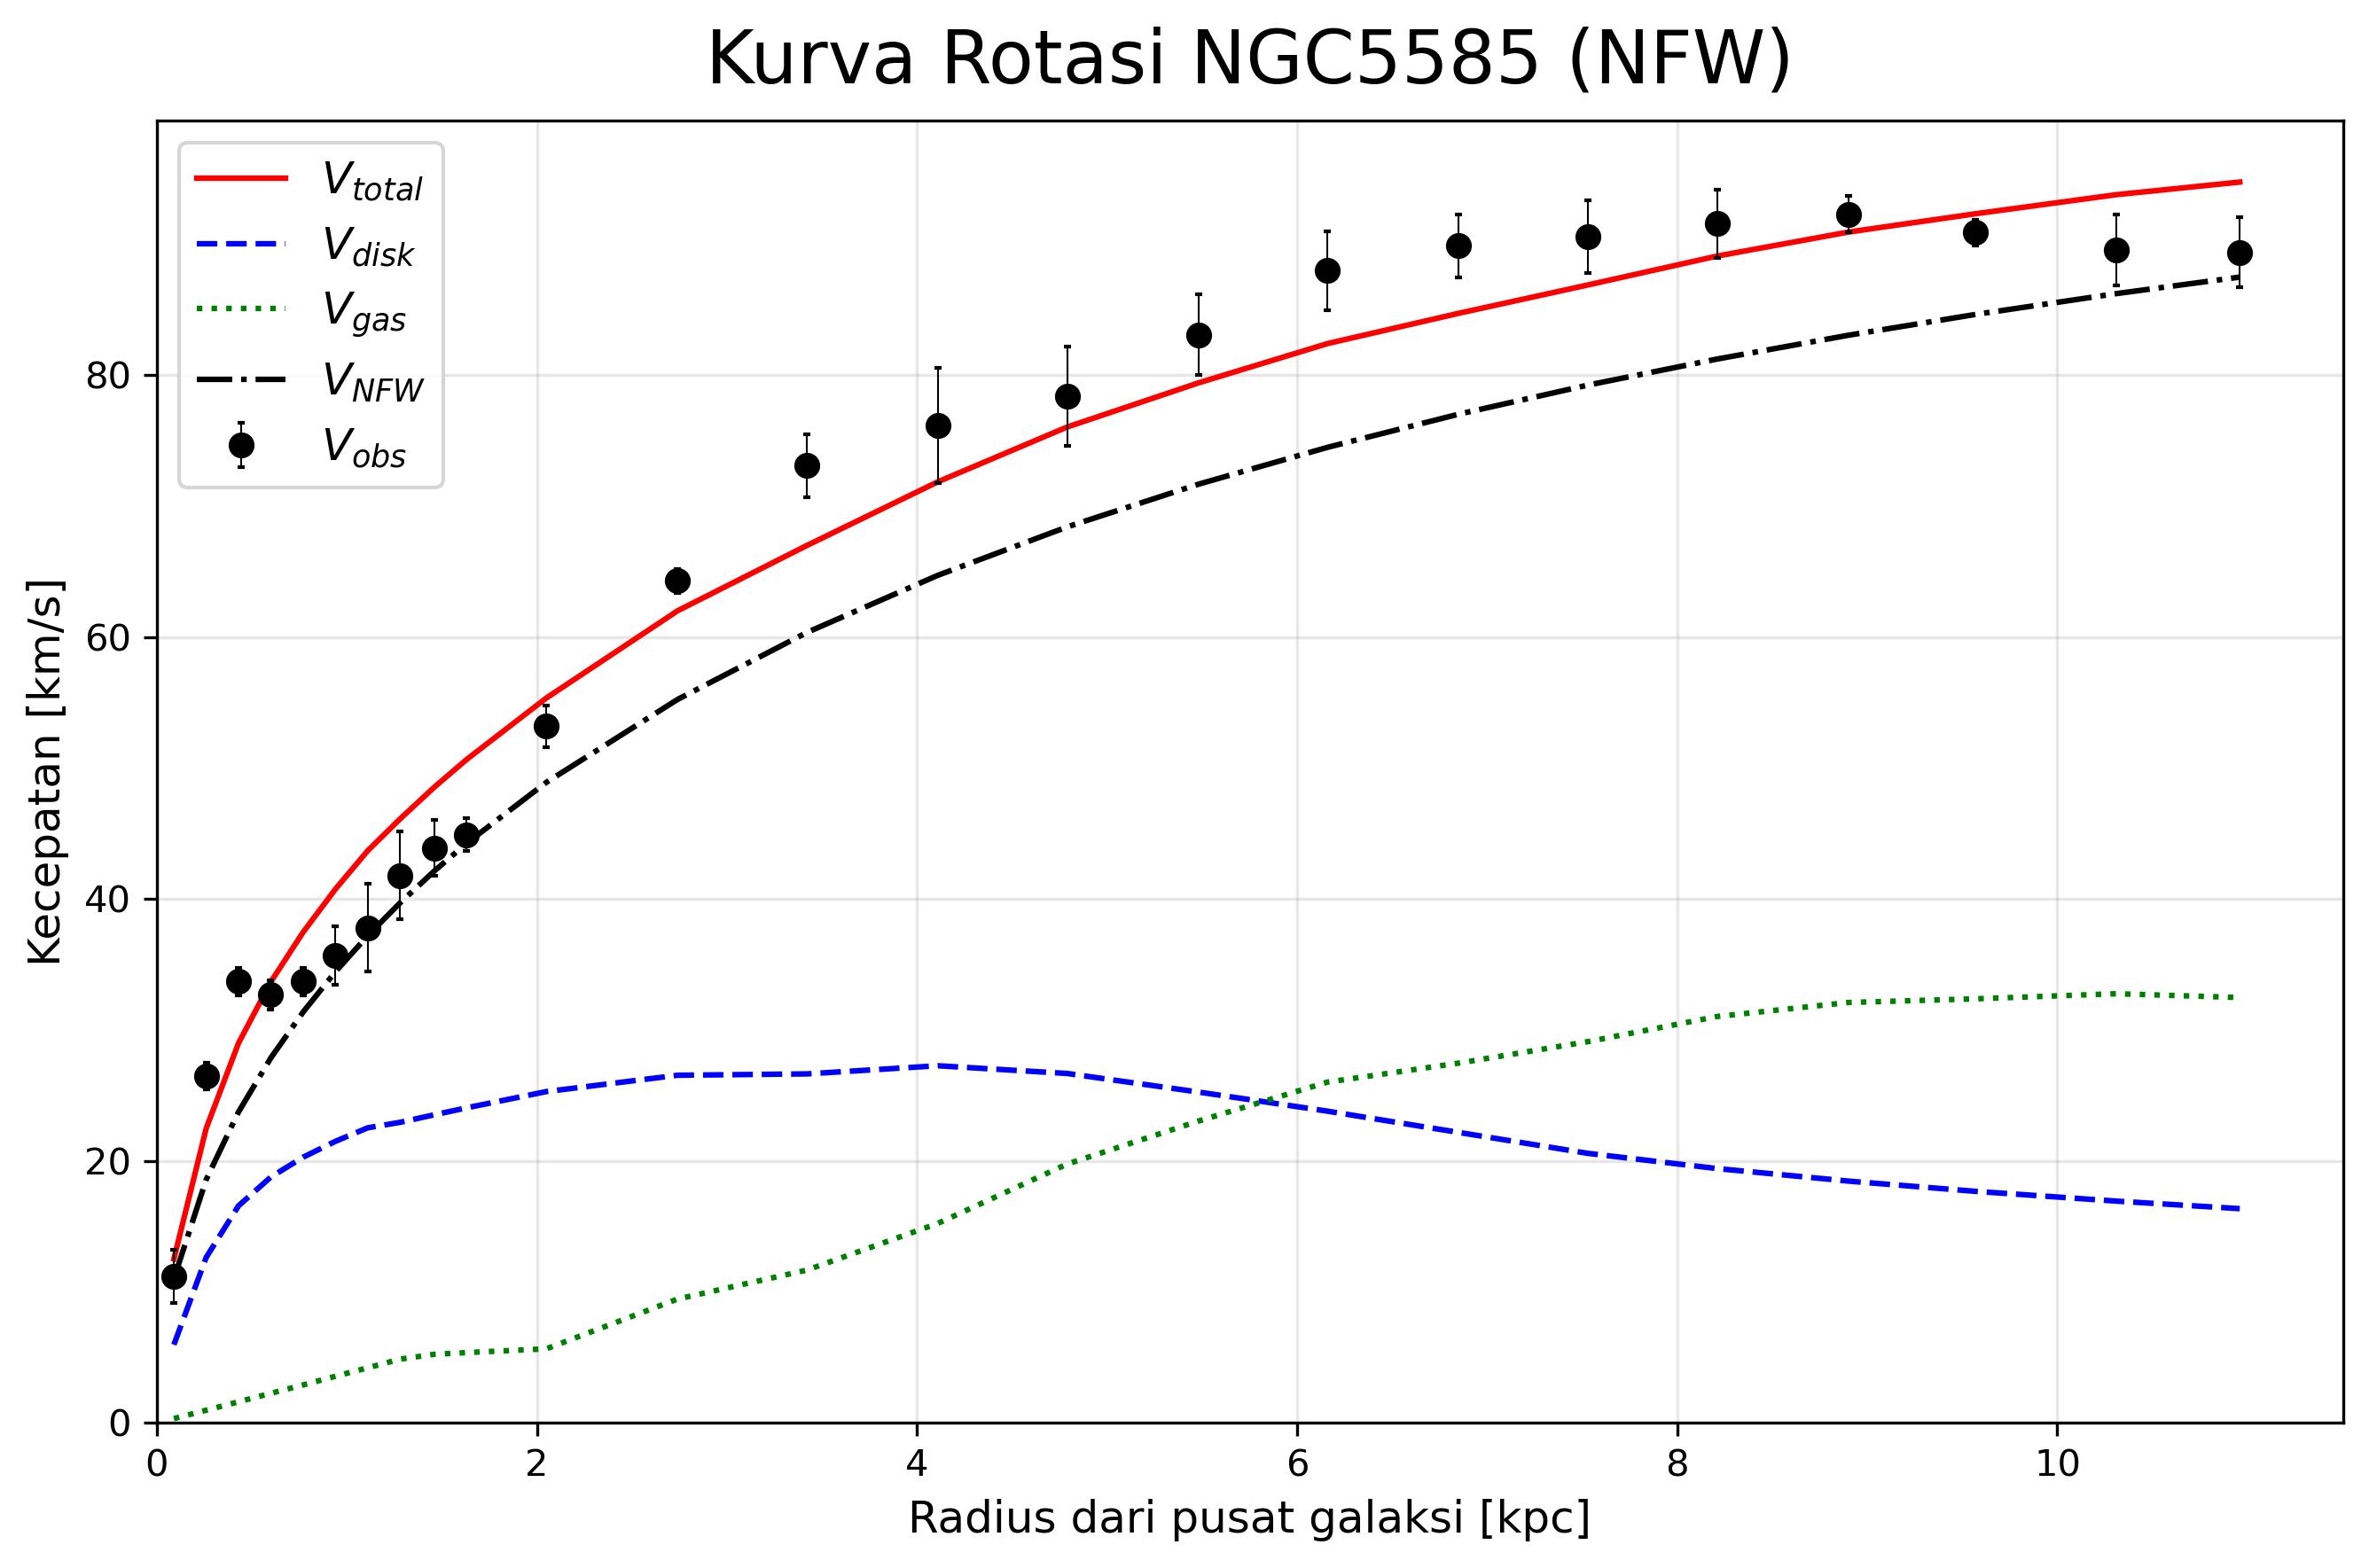 Kurva Rotasi NGC5585 (NFW)
V_total
V_disk
V_gas
V_NFW
V_obs
Kecepatan [km/s]
80
60
40
20
0
0 2 4 6 8 10
Radius dari pusat galaksi [kpc]